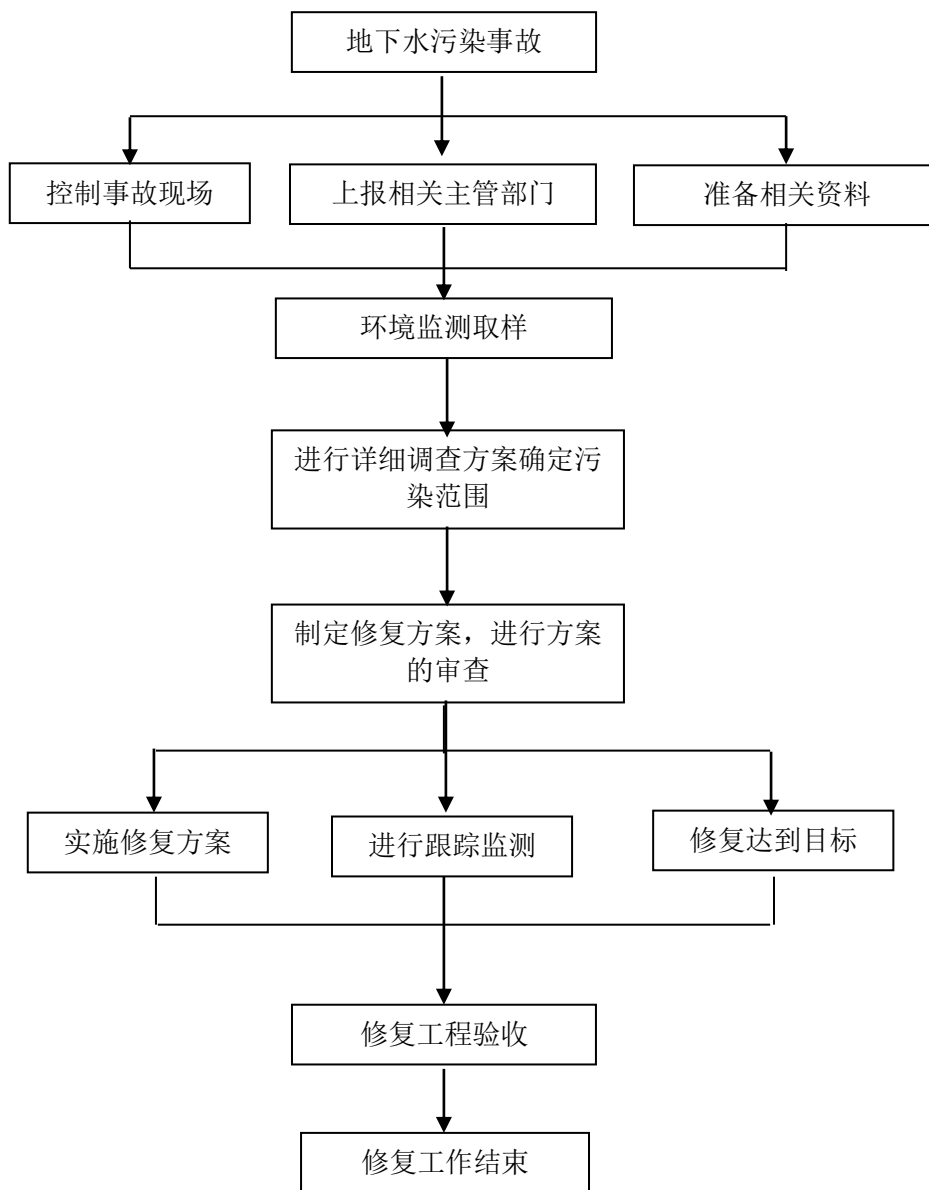 地下水污染事故
控制事故现场
上报相关主管部门
准备相关资料
环境监测取样
进行详细调查方案确定污
染范围
制定修复方案，进行方案
的审查
实施修复方案
进行跟踪监测
修复达到目标
修复工程验收
修复工作结束